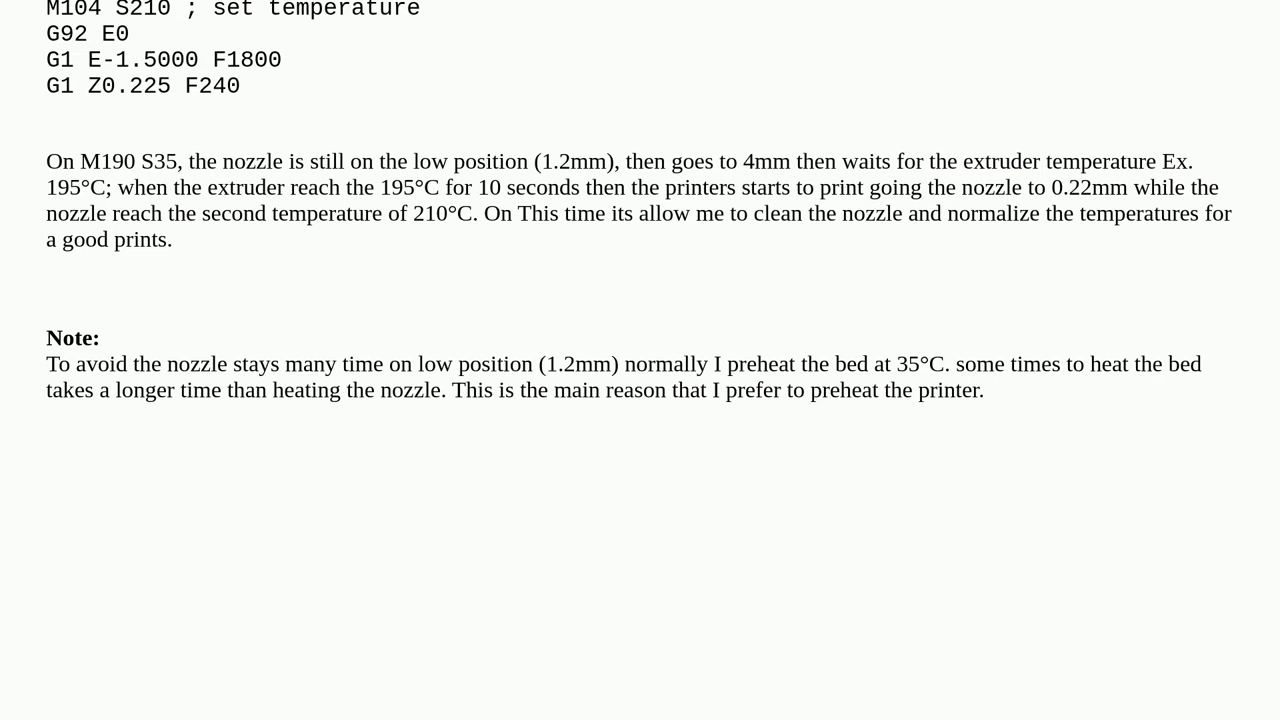 M104 S210 ; set temperature
G92 E0
G1 E-1.5000 F1800
G1 Z0.225 F240
On M190 S35, the nozzle is still on the low position (1.2mm), then goes to 4mm then waits for the extruder temperature Ex.
195°C; when the extruder reach the 195°C for 10 seconds then the printers starts to print going the nozzle to 0.22mm while the
nozzle reach the second temperature of 210°C. On This time its allow me to clean the nozzle and normalize the temperatures for
a good prints.
Note:
To avoid the nozzle stays many time on low position (1.2mm) normally I preheat the bed at 35°C. some times to heat the bed
takes a longer time than heating the nozzle. This is the main reason that I prefer to preheat the printer.